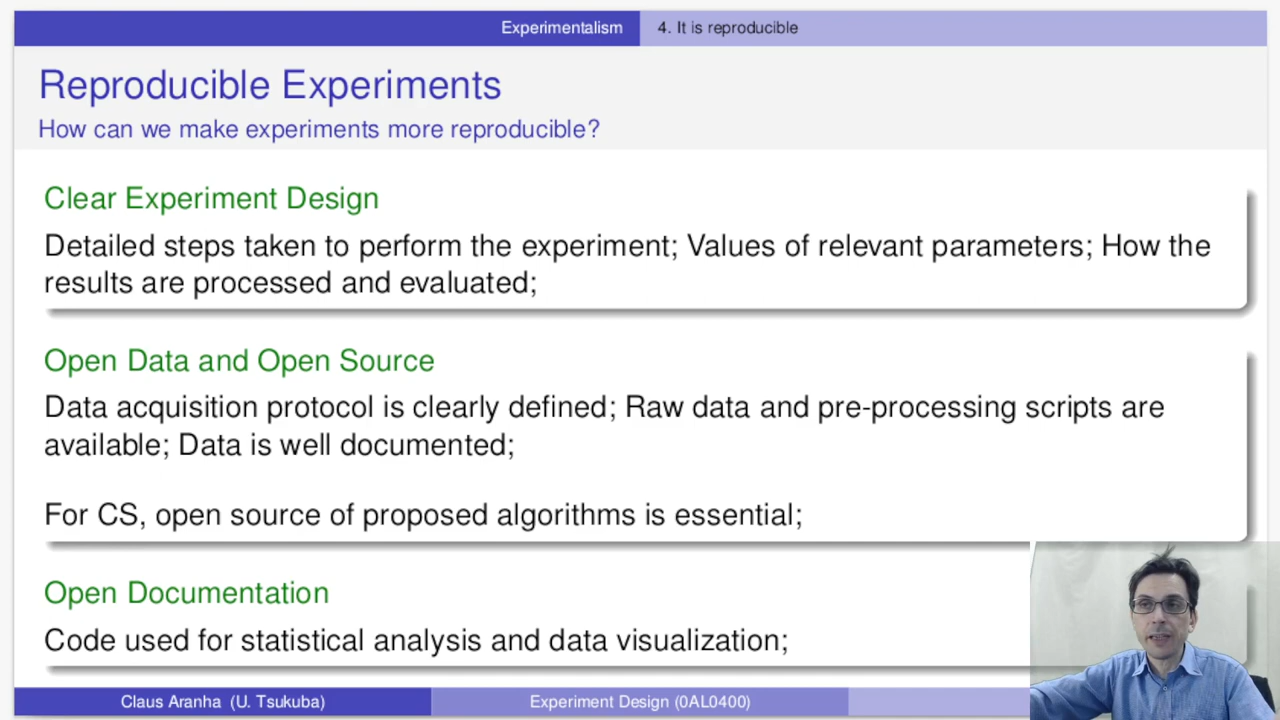 Experimentalism
4. It is reproducible
Reproducible Experiments
How can we make experiments more reproducible?
Clear Experiment Design
Detailed steps taken to perform the experiment; Values of relevant parameters; How the
results are processed and evaluated;
Open Data and Open Source
Data acquisition protocol is clearly defined; Raw data and pre-processing scripts are
available; Data is well documented;
For CS, open source of proposed algorithms is essential;
Open Documentation
Code used for statistical analysis and data visualization;
Claus Aranha (U. Tsukuba)
Experiment Design (0AL0400)